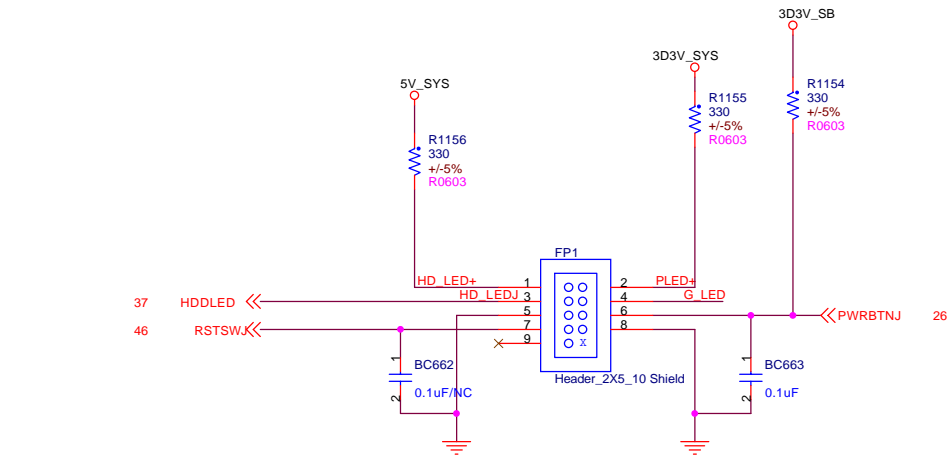 3D3V_SB
3D3V_SYS
5V_SYS
R1154
330
+/-5%
R0603
R1155
330
+/-5%
R0603
R1156
330
+/-5%
R0603
FP1
HD_LED+ 1 2 PLED+
37 HDDLED HD_LEDJ 3 4 G_LED
5 6 PWRBTNJ 26
46 RSTSWJ 7 8
9 X
1 BC662 2 0.1uF/NC
Header_2X5_10 Shield
1 BC663 2 0.1uF